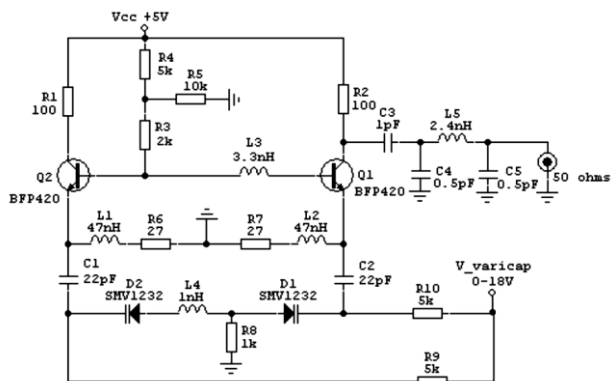 Vcc +5V
R4
5k
R5
10k
R1
100
R2
100
R3
2k
C3
1pF
L5
2.4nH
L3
3.3nH
C4
0.5pF
C5
0.5pF
50 ohms
Q2
BFP420
Q1
BFP420
L1
47nH
R6
27
R7
27
L2
47nH
C1
22pF
C2
22pF
D2
SMV1232
L4
1nH
D1
SMV1232
V_varicap
0-18V
R10
5k
R8
1k
R9
5k